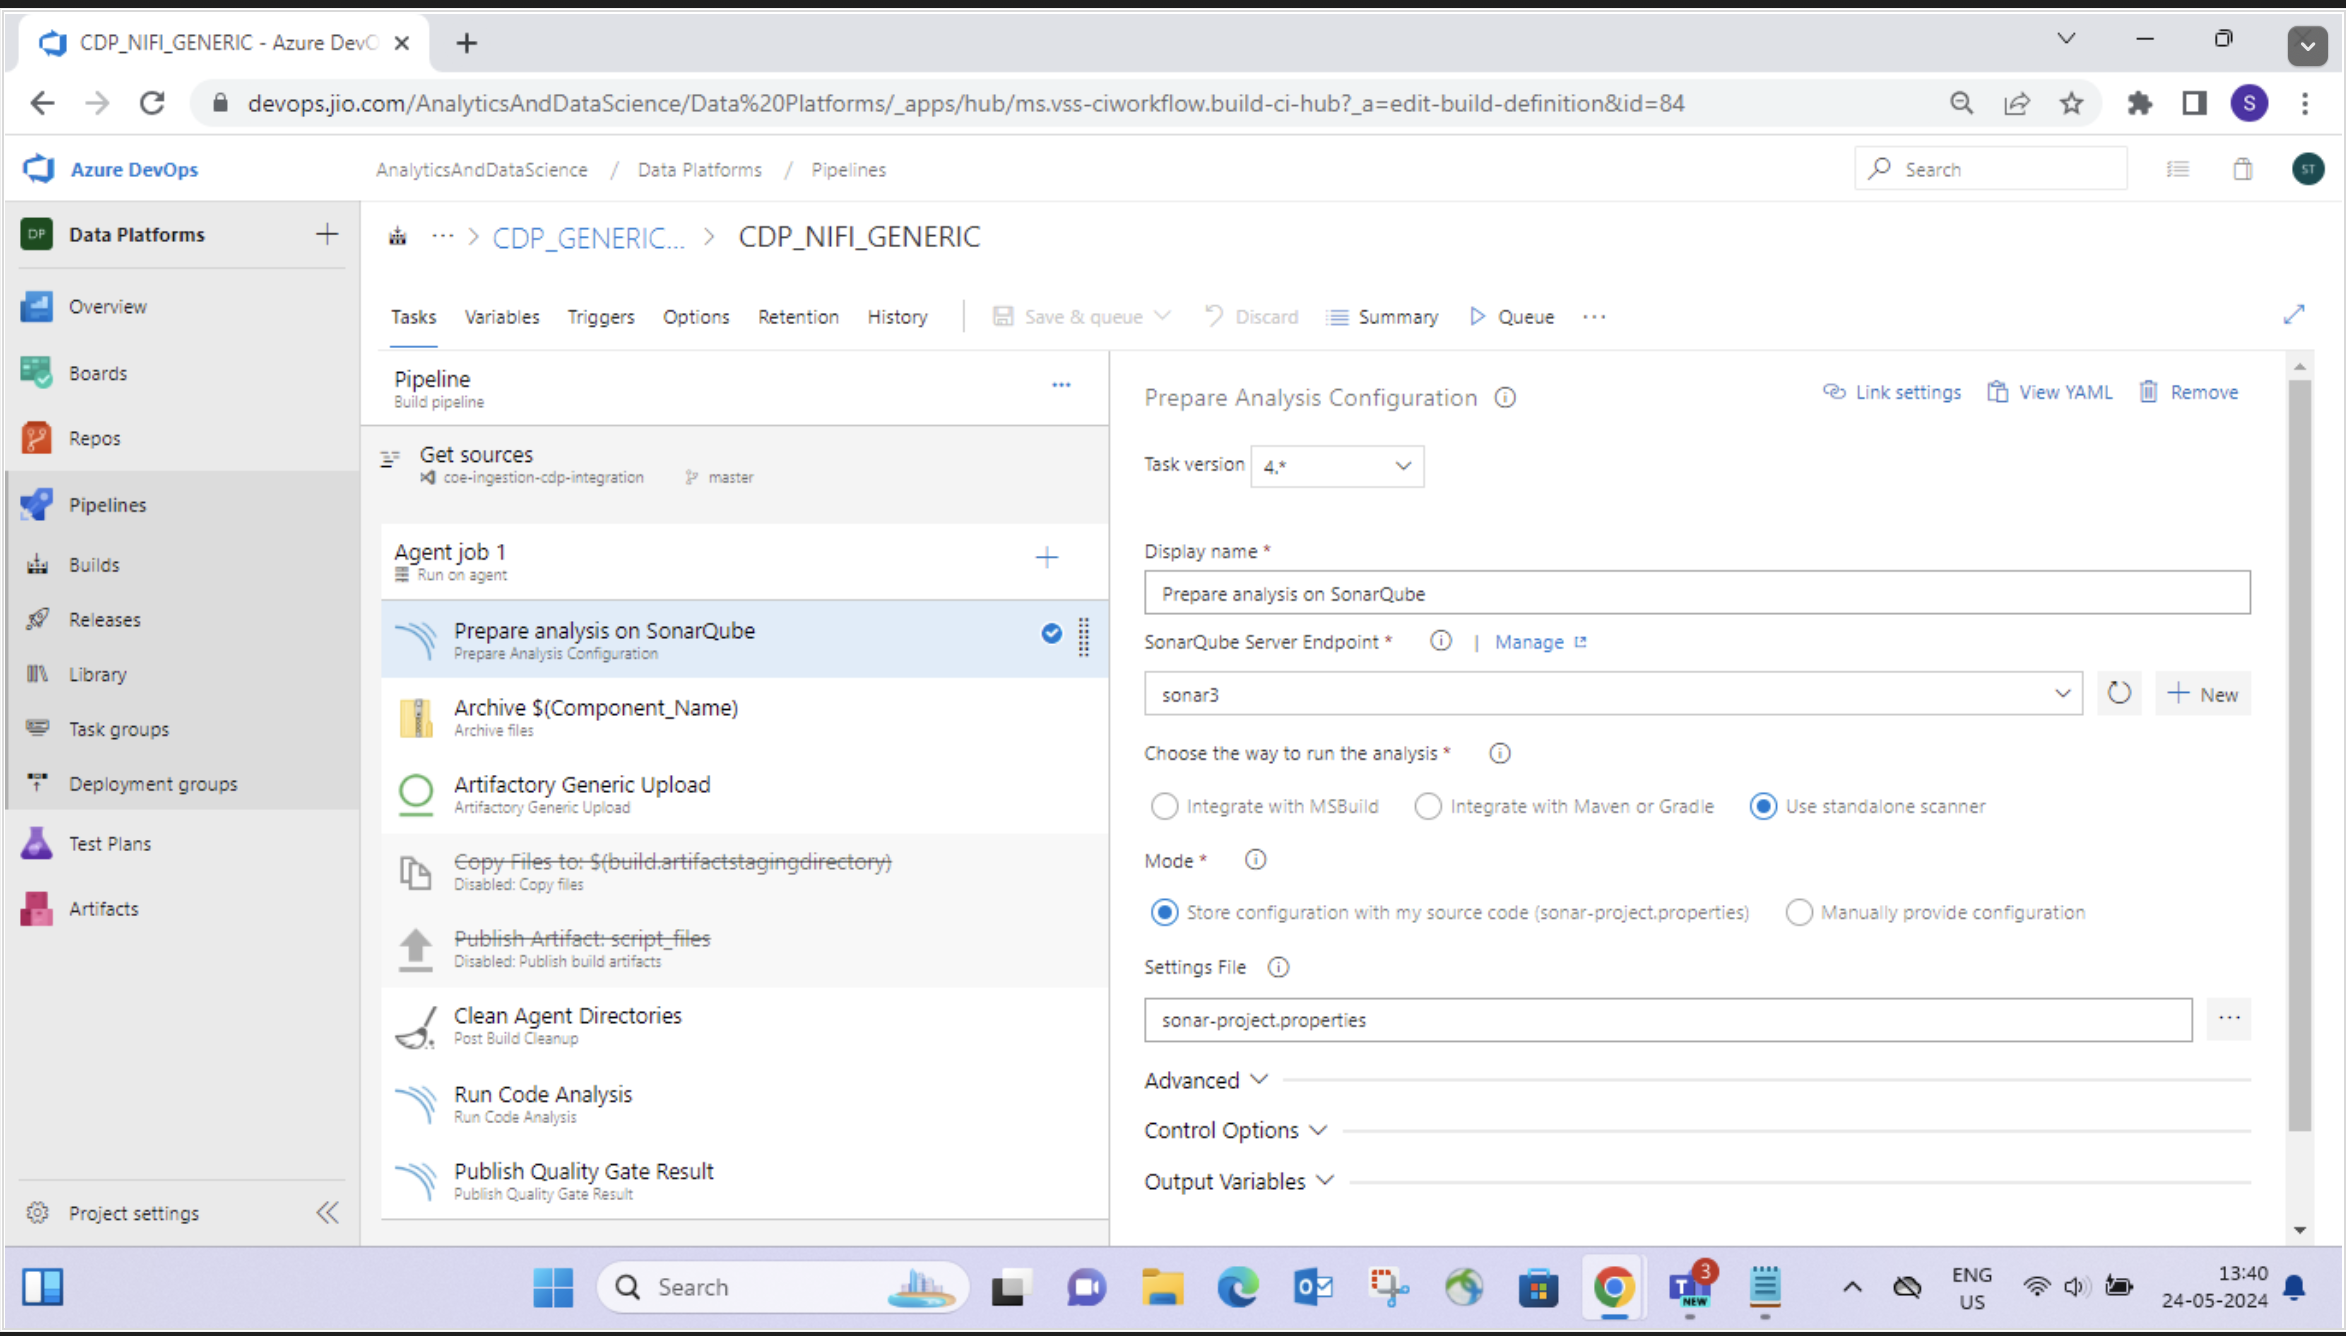 CDP_NIFI_GENERIC - Azure DevO
devops.jio.com/AnalyticsAndDataScience/Data%20Platforms/_apps/hub/ms.vss-ciworkflow.build-ci-hub?_a=edit-build-definition&id=84
S
Azure DevOps
AnalyticsAndDataScience / Data Platforms / Pipelines
Search
ST
DP Data Platforms
Overview
Boards
Repos
Pipelines
Builds
Releases
Library
Task groups
Deployment groups
Test Plans
Artifacts
Project settings
... > CDP_GENERIC... > CDP_NIFI_GENERIC
Tasks Variables Triggers Options Retention History Save & queue Discard Summary Queue ...
Pipeline ...
Build pipeline
Get sources
coe-ingestion-cdp-integration master
Agent job 1
Run on agent
Prepare analysis on SonarQube
Prepare Analysis Configuration
Archive $(Component_Name)
Archive files
Artifactory Generic Upload
Artifactory Generic Upload
Copy Files to: $(build.artifactstagingdirectory)
Disabled: Copy files
Publish Artifact: script_files
Disabled: Publish build artifacts
Clean Agent Directories
Post Build Cleanup
Run Code Analysis
Run Code Analysis
Publish Quality Gate Result
Publish Quality Gate Result
Prepare Analysis Configuration
Link settings View YAML Remove
Task version 4.*
Display name *
Prepare analysis on SonarQube
SonarQube Server Endpoint * | Manage
sonar3
+ New
Choose the way to run the analysis *
Integrate with MSBuild Integrate with Maven or Gradle Use standalone scanner
Mode *
Store configuration with my source code (sonar-project.properties) Manually provide configuration
Settings File
sonar-project.properties
...
Advanced
Control Options
Output Variables
Search
3
T
NEW
ENG
US
13:40
24-05-2024